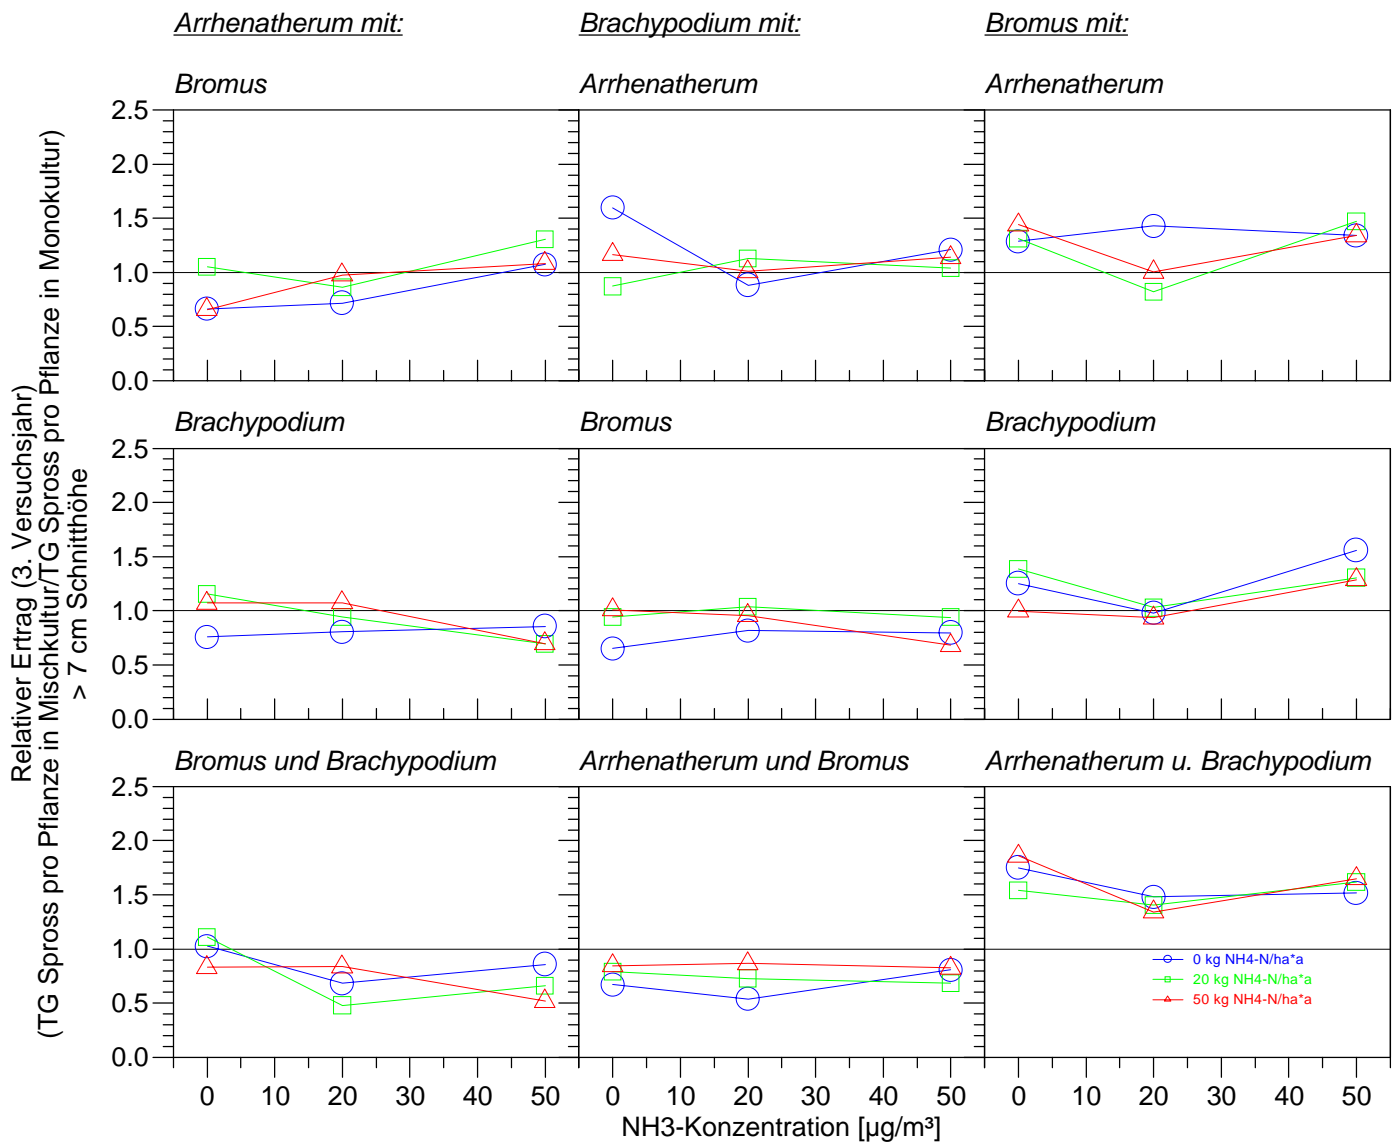 Arrhenatherum mit:
Brachypodium mit:
Bromus mit:
Bromus
Arrhenatherum
Arrhenatherum
2.5
2.0
1.5
1.0
0.5
0.0
Brachypodium
Bromus
Brachypodium
2.5
2.0
1.5
1.0
0.5
0.0
Bromus und Brachypodium
Arrhenatherum und Bromus
Arrhenatherum u. Brachypodium
2.5
2.0
1.5
1.0
0.5
0.0
0 kg NH4-N/ha*a
20 kg NH4-N/ha*a
50 kg NH4-N/ha*a
0 10 20 30 40 50
0 10 20 30 40 50
0 10 20 30 40 50
NH3-Konzentration [µg/m³]
Relativer Ertrag (3. Versuchsjahr)
(TG Spross pro Pflanze in Mischkultur/TG Spross pro Pflanze in Monokultur)
> 7 cm Schnitthöhe